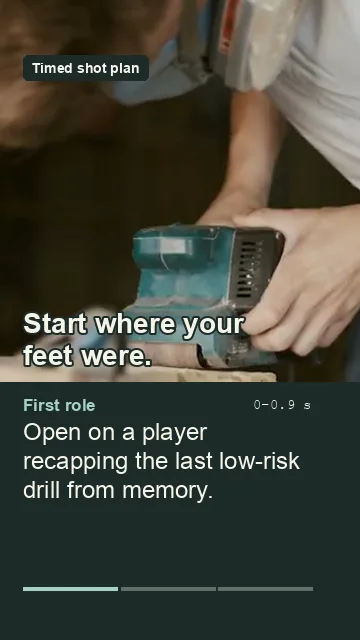 Timed shot plan
Start where your
feet were.
First role
0–0.9 s
Open on a player
recapping the last low-risk
drill from memory.